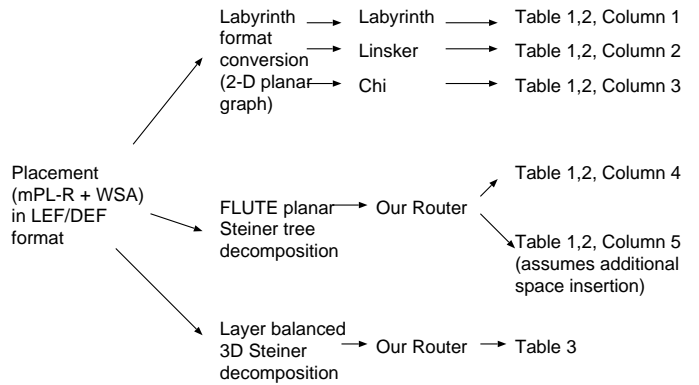 Labyrinth
format
conversion
(2-D planar
graph)
Labyrinth
Table 1,2, Column 1
Linsker
Table 1,2, Column 2
Chi
Table 1,2, Column 3
Placement
(mPL-R + WSA)
in LEF/DEF
format
FLUTE planar
Steiner tree
decomposition
Our Router
Table 1,2, Column 4
Table 1,2, Column 5
(assumes additional
space insertion)
Layer balanced
3D Steiner
decomposition
Our Router
Table 3